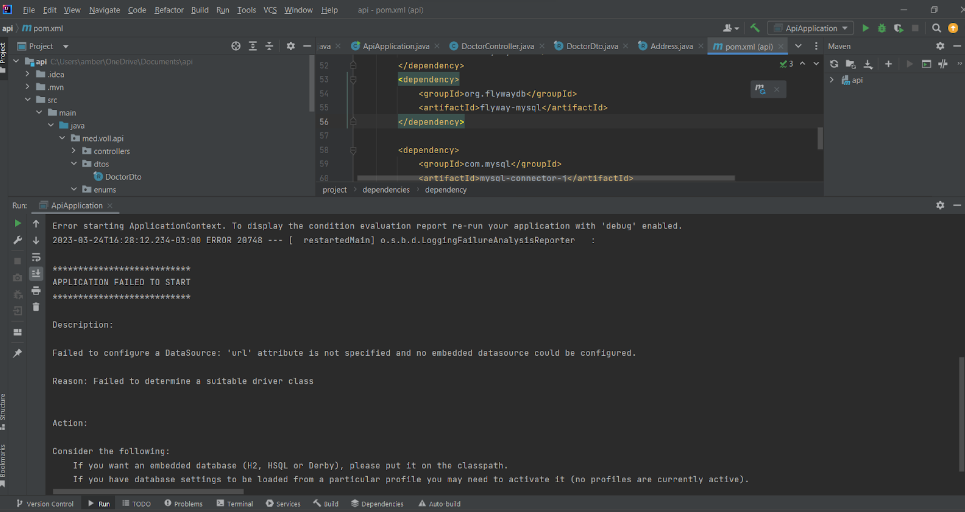 File Edit View Navigate Code Refactor Build Run Tools VCS Window Help api - pom.xml (api)
api pom.xml ApiApplication
Project
.java ApiApplication.java DoctorController.java DoctorDto.java Address.java pom.xml (api) Maven
api C:\Users\ambar\OneDrive\Documents\api
.idea
.mvn
src
main
java
med.voll.api
controllers
dtos
DoctorDto
enums
52 </dependency>
53 <dependency>
54 <groupId>org.flywaydb</groupId>
55 <artifactId>flyway-mysql</artifactId>
56 </dependency>
57
58 <dependency>
59 <groupId>com.mysql</groupId>
60 <artifactId>mysql-connector-j</artifactId>
3
api
project dependencies dependency
Run: ApiApplication
Error starting ApplicationContext. To display the condition evaluation report re-run your application with 'debug' enabled.
2023-03-24T16:28:12.234-03:00 ERROR 20748 --- [ restartedMain] o.s.b.d.LoggingFailureAnalysisReporter :
***************************
APPLICATION FAILED TO START
***************************
Description:
Failed to configure a DataSource: 'url' attribute is not specified and no embedded datasource could be configured.
Reason: Failed to determine a suitable driver class
Action:
Consider the following:
If you want an embedded database (H2, HSQL or Derby), please put it on the classpath.
If you have database settings to be loaded from a particular profile you may need to activate it (no profiles are currently active).
Project
Structure
Bookmarks
Version Control Run TODO Problems Terminal Services Build Dependencies Auto-build